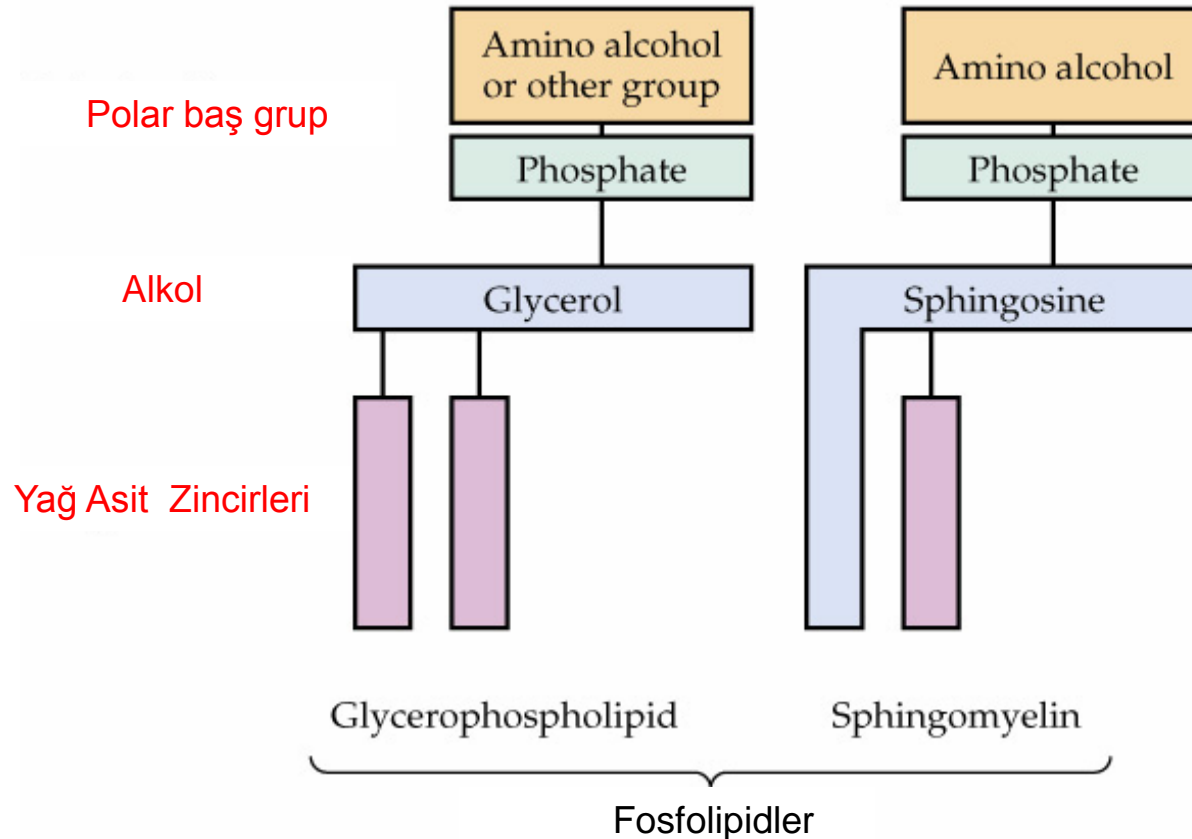 Amino alcohol
or other group
Amino alcohol
Polar baş grup
Phosphate
Phosphate
Alkol
Glycerol
Sphingosine
Yağ Asit Zincirleri
Glycerophospholipid
Sphingomyelin
Fosfolipidler